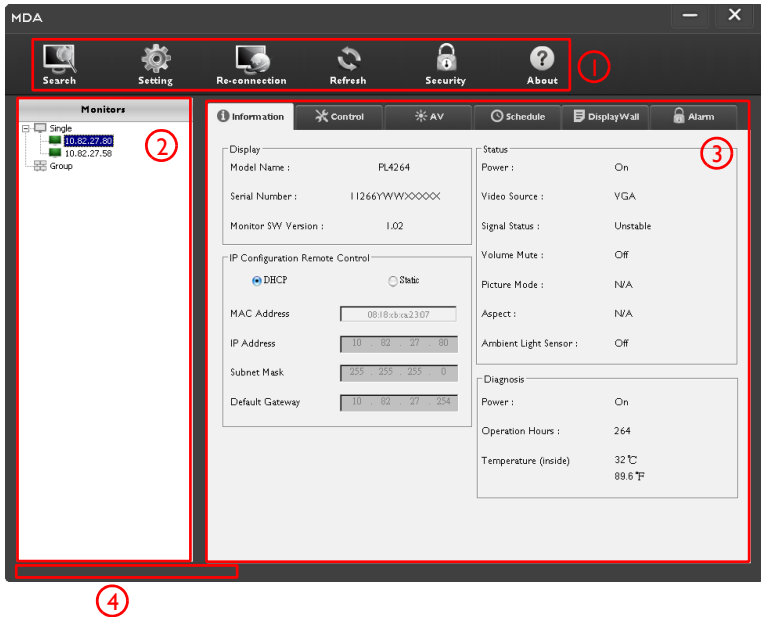 MDA
Search Setting Re-connection Refresh Security About
1
Monitors
Single
10.82.27.80
10.82.27.58
Group
2
Information Control AV Schedule Display Wall Alarm
3
Display
Model Name : PL4264
Serial Number : 11266YWWXXXXX
Monitor SW Version : 1.02
IP Configuration Remote Control
DHCP Static
MAC Address 08:18:xb:xa:23:07
IP Address 10 . 82 . 27 . 80
Subnet Mask 255 . 255 . 255 . 0
Default Gateway 10 . 82 . 27 . 254
Status
Power : On
Video Source : VGA
Signal Status : Unstable
Volume Mute : Off
Picture Mode : N/A
Aspect : N/A
Ambient Light Sensor : Off
Diagnosis
Power : On
Operation Hours : 264
Temperature (inside) 32 ℃
89.6 ℉
4